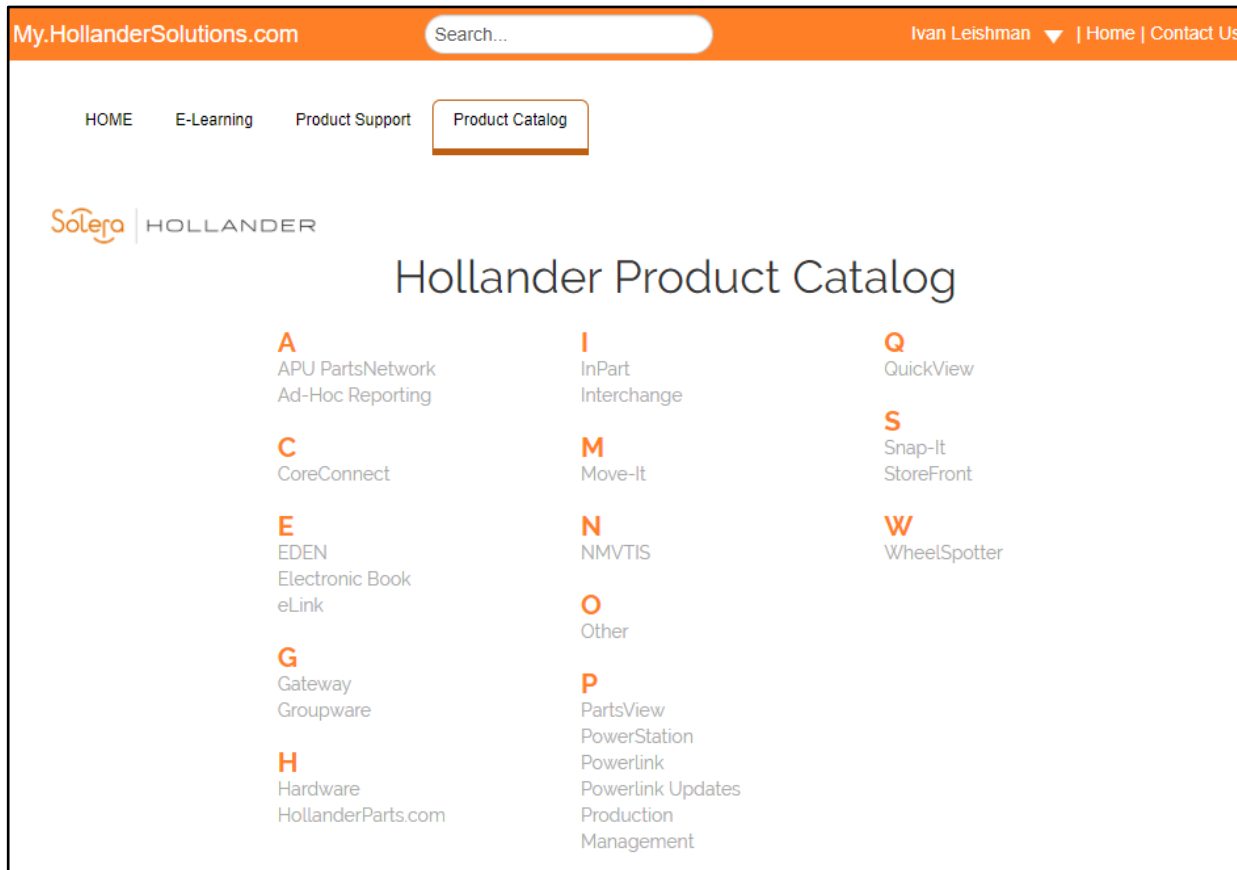 My.HollanderSolutions.com Search... Ivan Leishman | Home | Contact Us
HOME E-Learning Product Support Product Catalog
Solera | HOLLANDER
Hollander Product Catalog
A
APU PartsNetwork
Ad-Hoc Reporting
C
CoreConnect
E
EDEN
Electronic Book
eLink
G
Gateway
Groupware
H
Hardware
HollanderParts.com
I
InPart
Interchange
M
Move-It
N
NMVTIS
O
Other
P
PartsView
PowerStation
Powerlink
Powerlink Updates
Production
Management
Q
QuickView
S
Snap-It
StoreFront
W
WheelSpotter